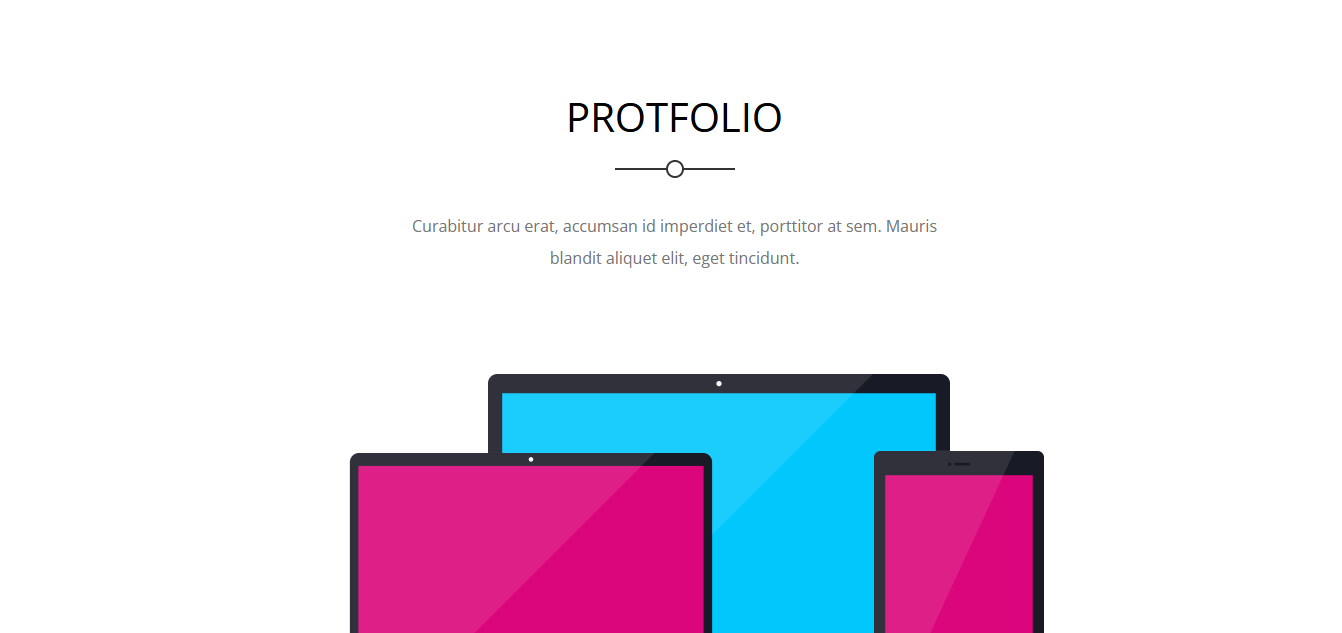 PROTFOLIO
Curabitur arcu erat, accumsan id imperdiet et, porttitor at sem. Mauris
blandit aliquet elit, eget tincidunt.